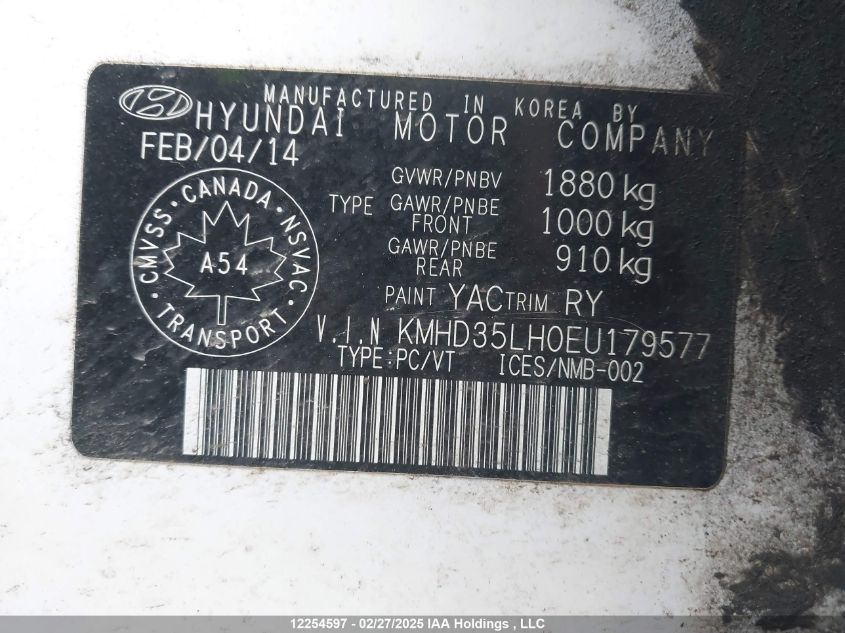 MANUFACTURED IN KOREA BY
HYUNDAI MOTOR COMPANY
FEB/04/14
GVWR/PNBV 1880 kg
TYPE GAWR/PNBE FRONT 1000 kg
GAWR/PNBE REAR 910 kg
CMVSS · CANADA · NSVAC · TRANSPORT ·
A54
PAINT YAC TRIM RY
V.I.N KMHD35LH0EU179577
TYPE:PC/VT ICES/NMB-002
12254597 - 02/27/2025 IAA Holdings , LLC